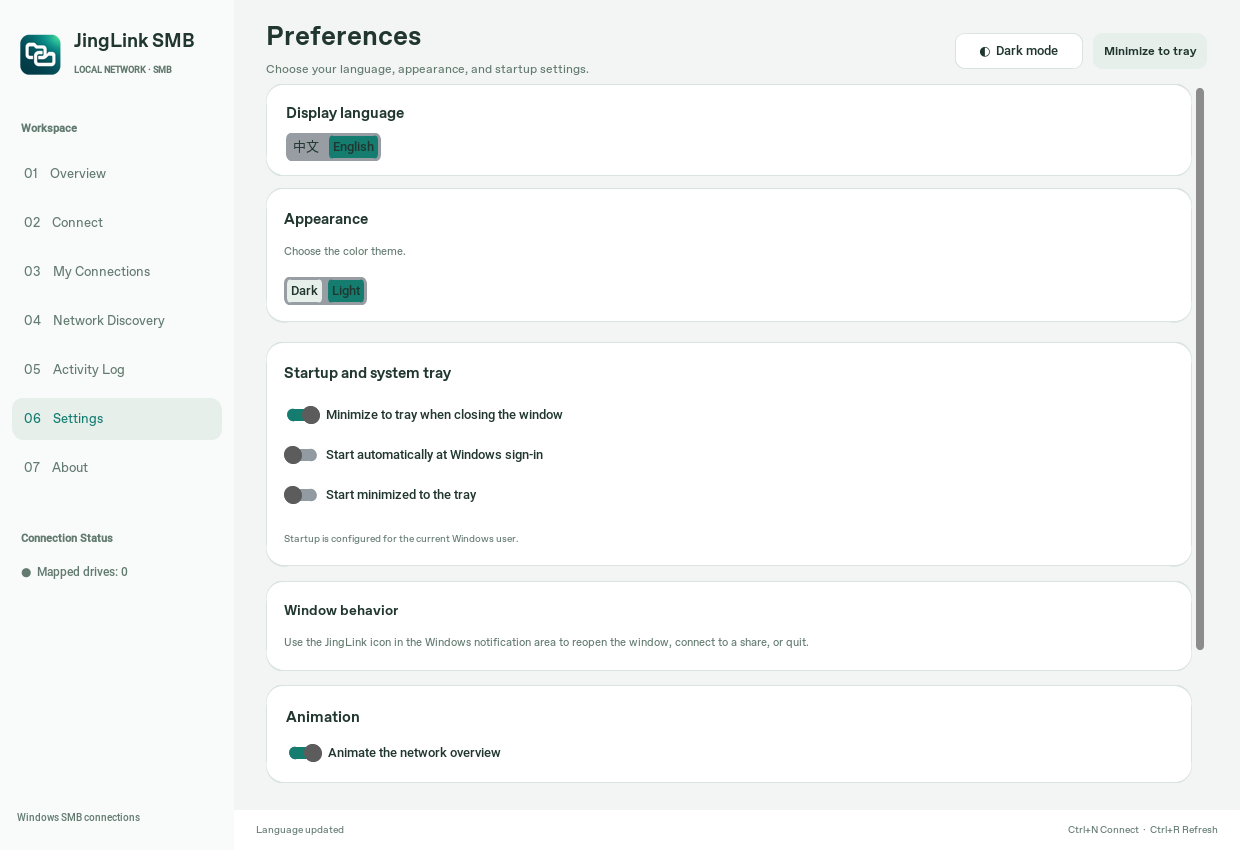 JingLink SMB
LOCAL NETWORK · SMB
Workspace
01 Overview
02 Connect
03 My Connections
04 Network Discovery
05 Activity Log
06 Settings
07 About
Connection Status
Mapped drives: 0
Windows SMB connections
Preferences
Choose your language, appearance, and startup settings.
Dark mode
Minimize to tray
Display language
中文 English
Appearance
Choose the color theme.
Dark Light
Startup and system tray
Minimize to tray when closing the window
Start automatically at Windows sign-in
Start minimized to the tray
Startup is configured for the current Windows user.
Window behavior
Use the JingLink icon in the Windows notification area to reopen the window, connect to a share, or quit.
Animation
Animate the network overview
Language updated
Ctrl+N Connect · Ctrl+R Refresh